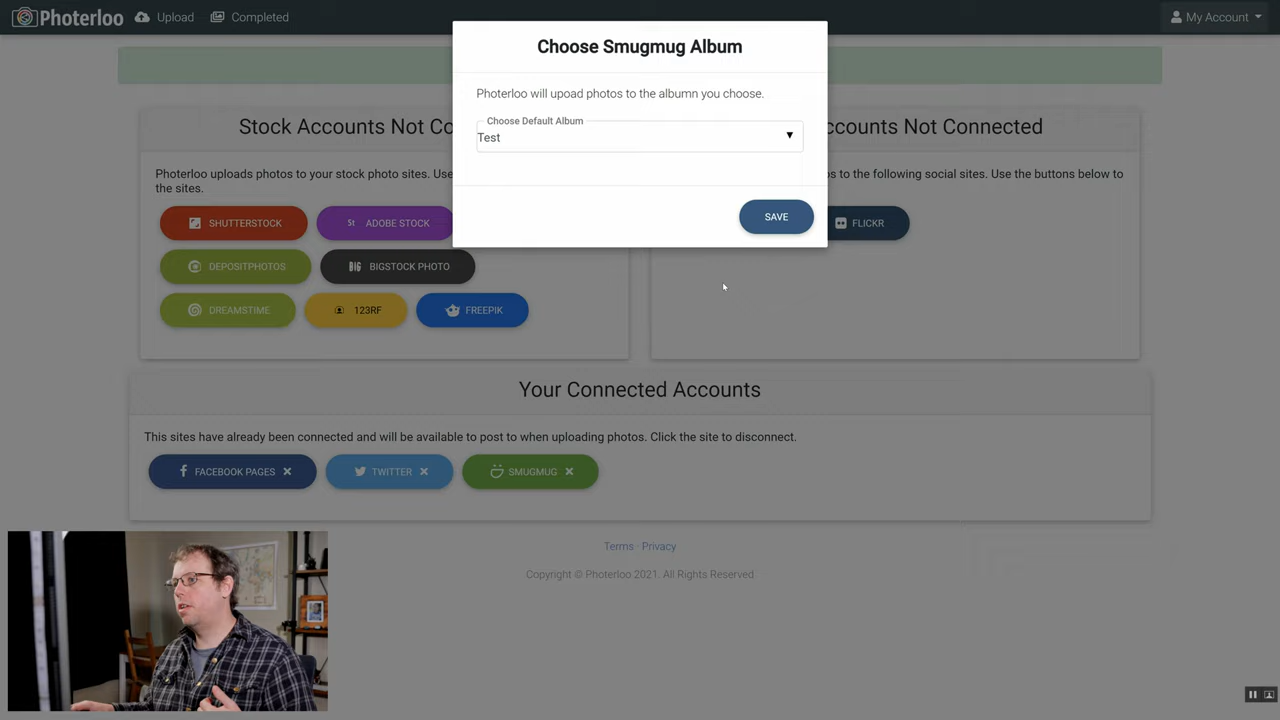 Photerloo Upload Completed My Account
Choose Smugmug Album
Photerloo will upoad photos to the albumn you choose.
Choose Default Album
Test
SAVE
Stock Accounts Not Co
Photerloo uploads photos to your stock photo sites. Use
the sites.
SHUTTERSTOCK
St ADOBE STOCK
DEPOSITPHOTOS
BIG BIGSTOCK PHOTO
DREAMSTIME
123RF
FREEPIK
ccounts Not Connected
os to the following social sites. Use the buttons below to
FLICKR
Your Connected Accounts
This sites have already been connected and will be available to post to when uploading photos. Click the site to disconnect.
FACEBOOK PAGES
TWITTER
SMUGMUG
Terms · Privacy
Copyright © Photerloo 2021. All Rights Reserved